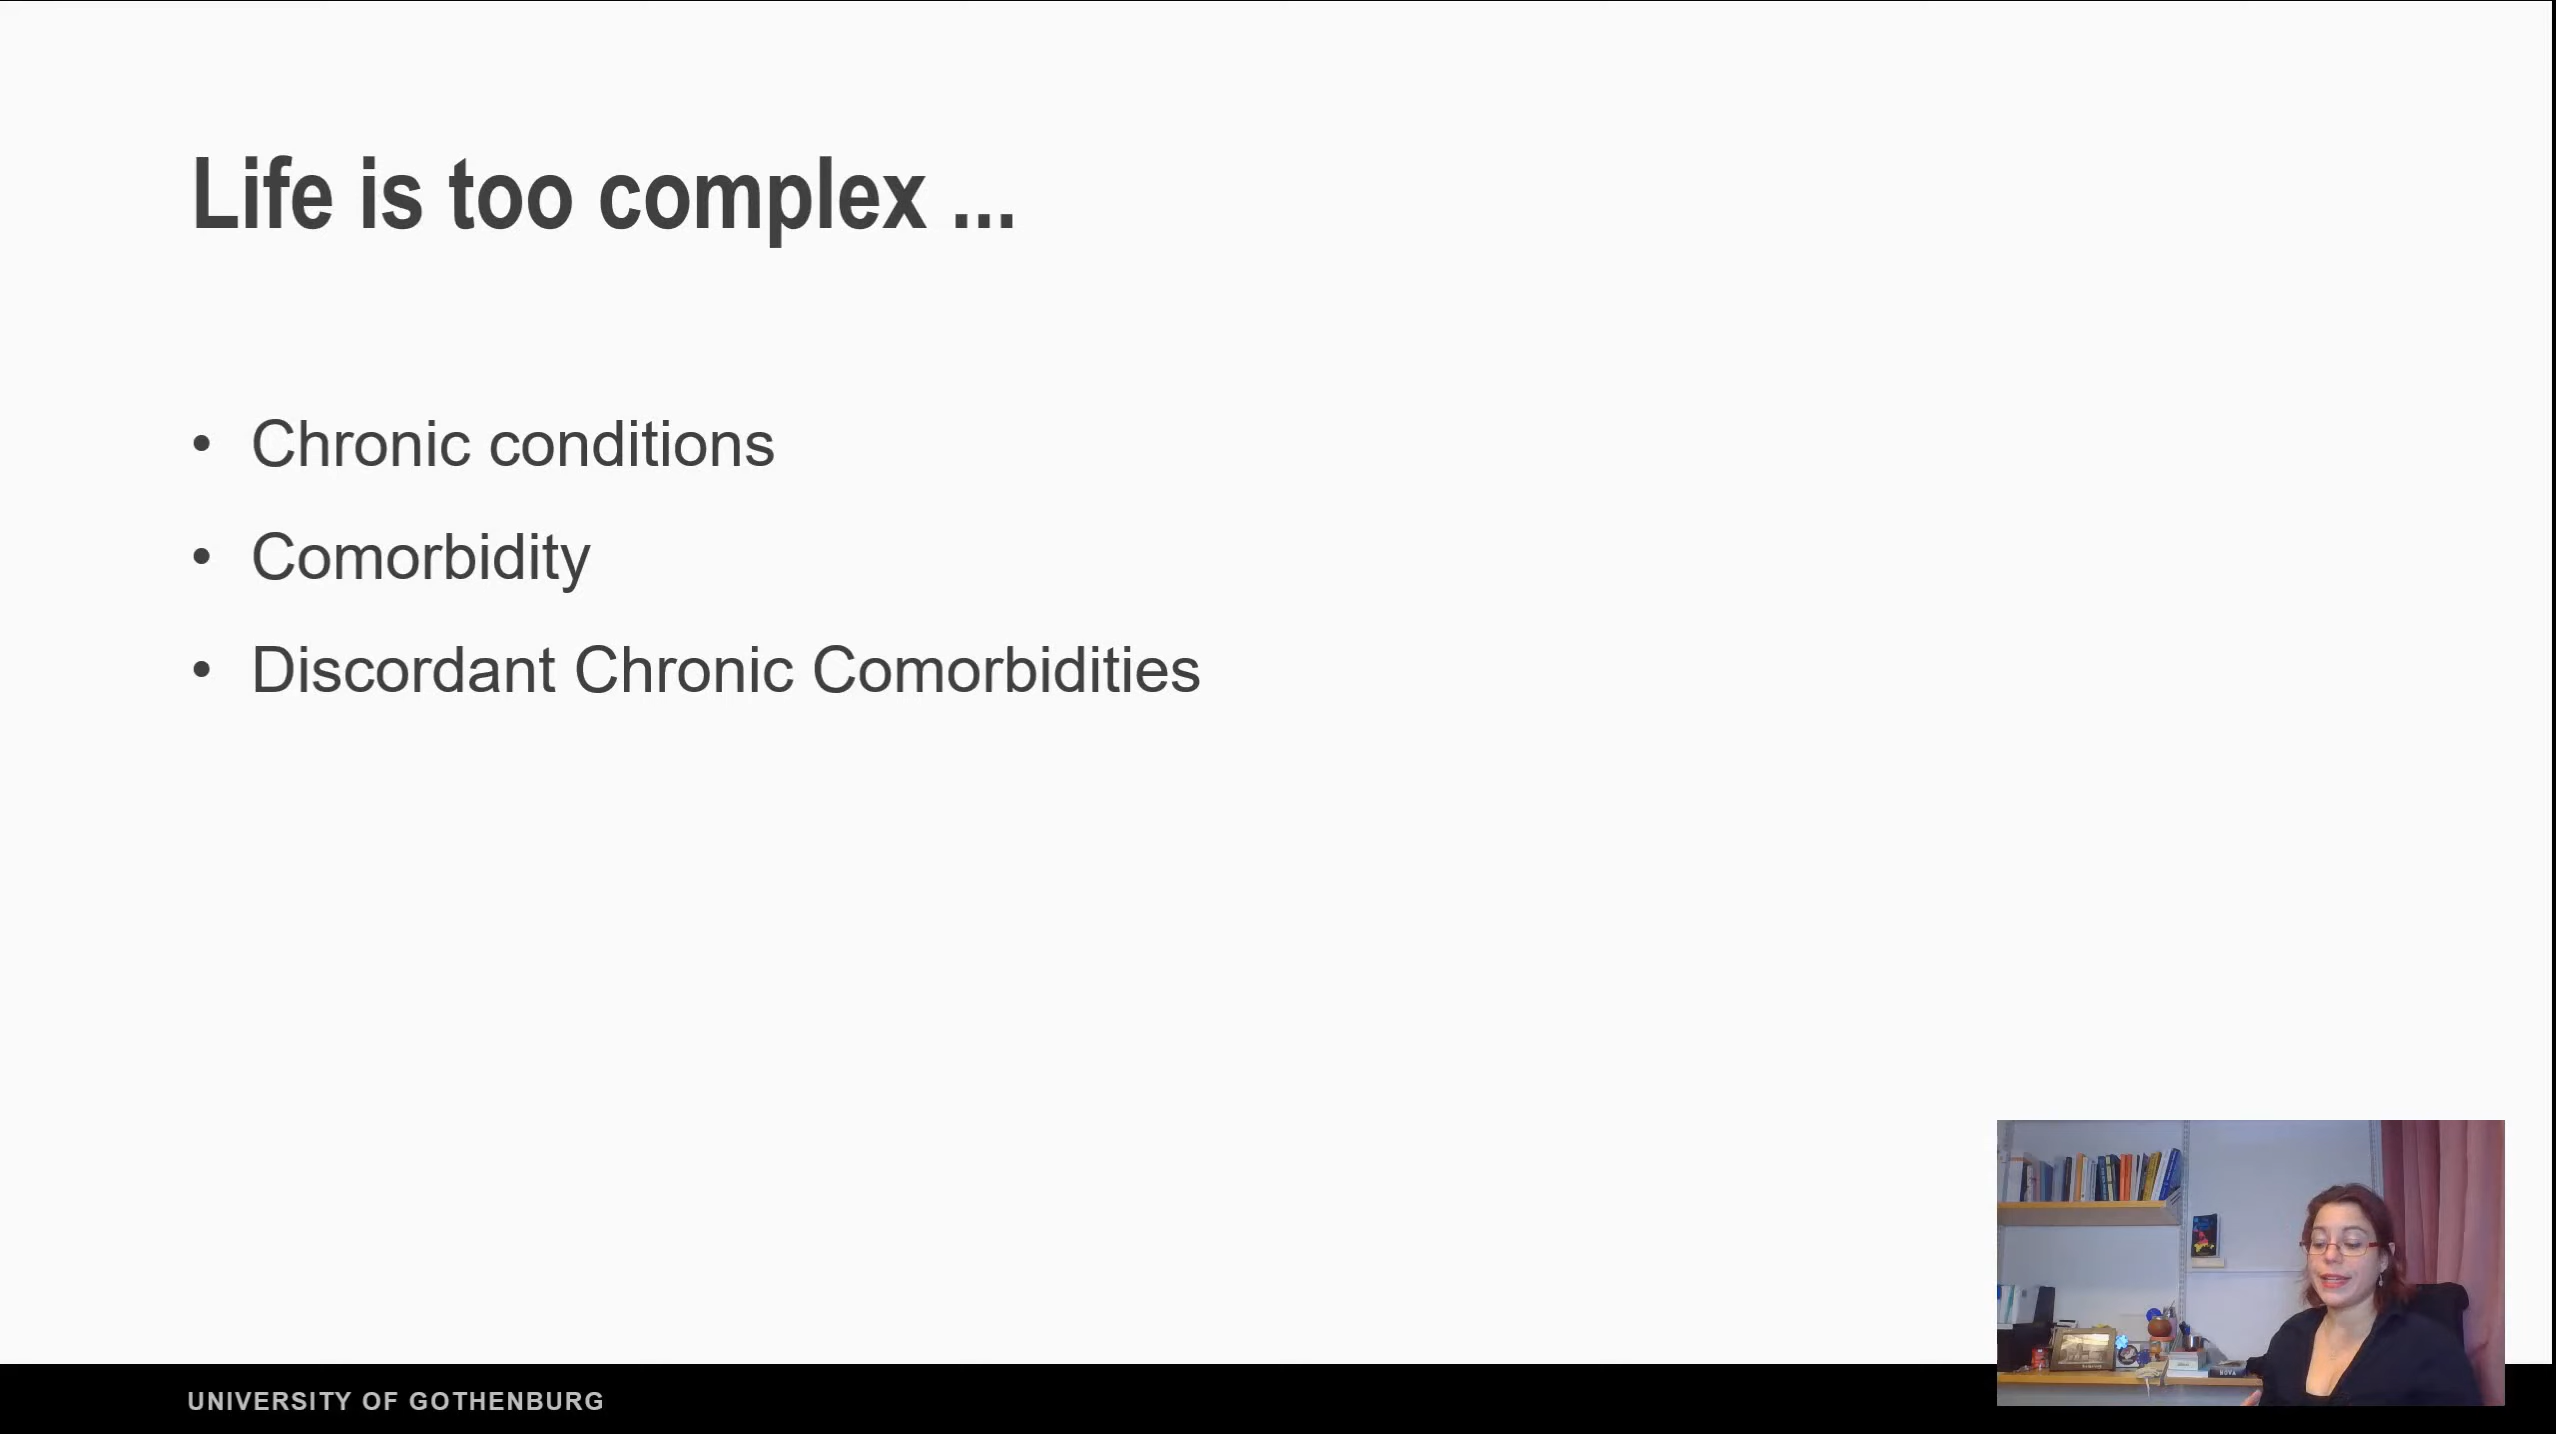 Life is too complex ...
• Chronic conditions
• Comorbidity
• Discordant Chronic Comorbidities
UNIVERSITY OF GOTHENBURG